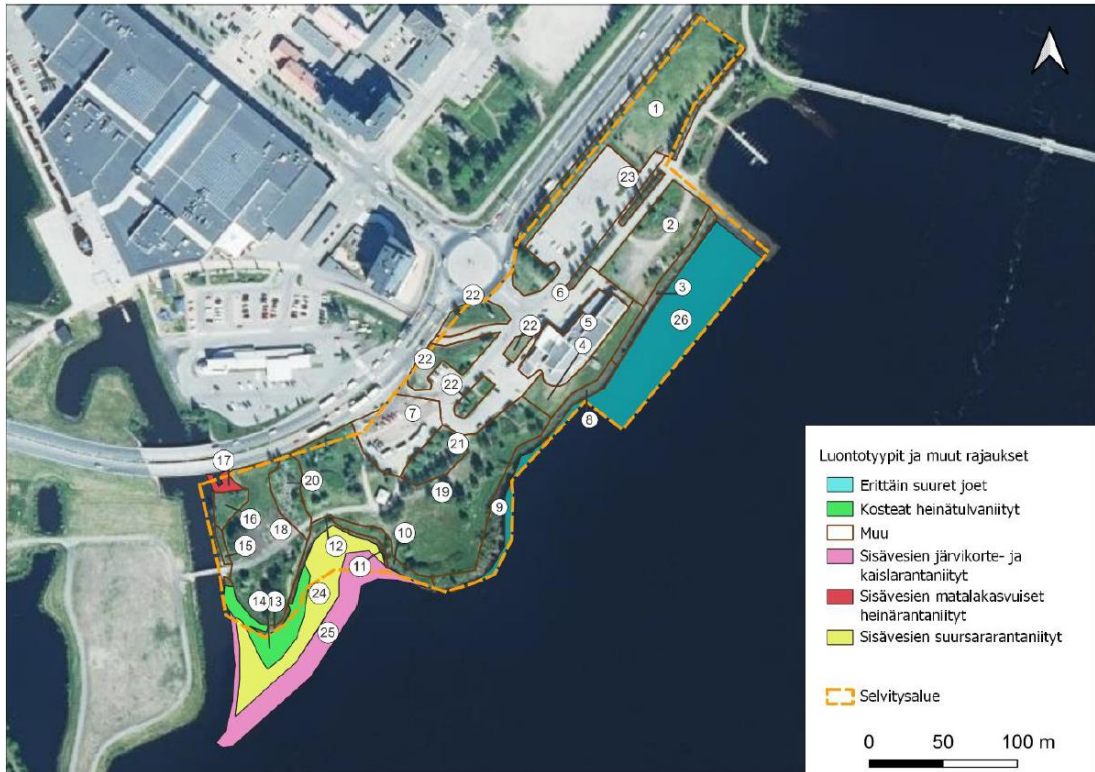 1
23
2
3
26
6
22
5
22
4
22
22
7
8
21
17
20
19
9
16
18
10
15
12
11
24
14
13
25
Luontotyypit ja muut rajaukset
Erittäin suuret joet
Kosteat heinätulvaniityt
Muu
Sisävesien järvikorte- ja
kaislarantaniityt
Sisävesien matalakasvuiset
heinärantaniityt
Sisävesien suursararantaniityt
Selvitysalue
0 50 100 m